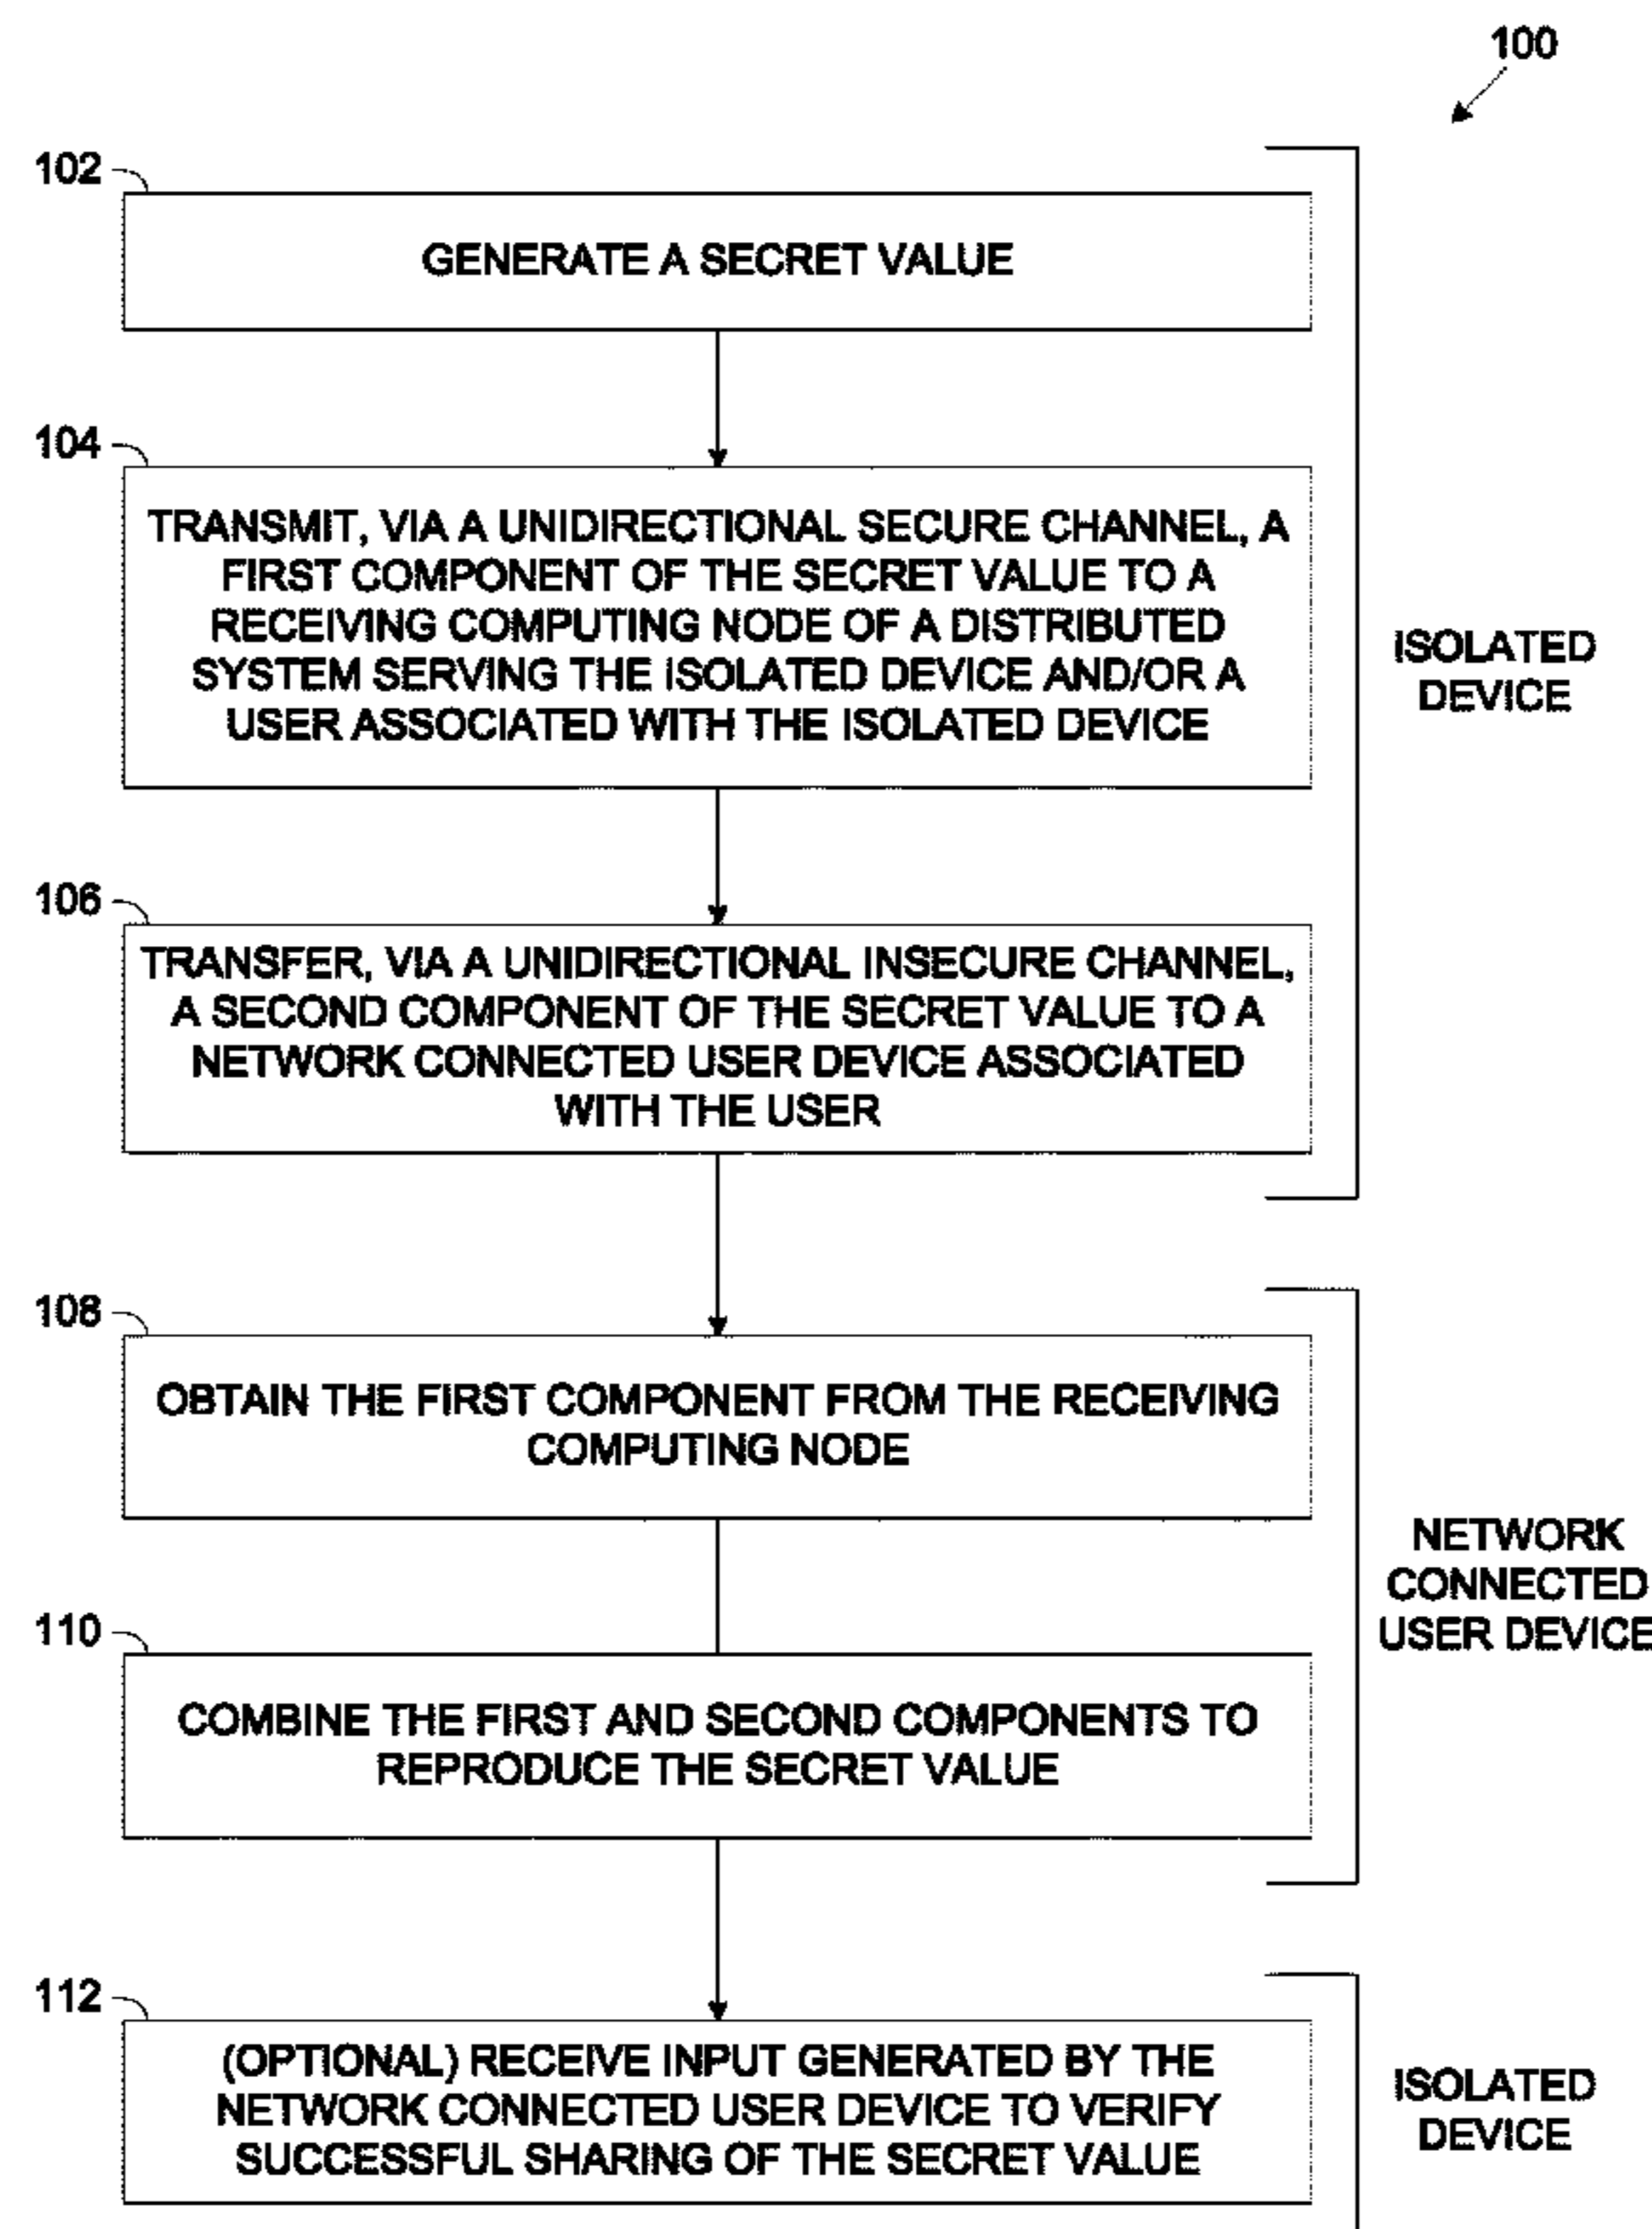 100
102
GENERATE A SECRET VALUE
104
TRANSMIT, VIA A UNIDIRECTIONAL SECURE CHANNEL, A
FIRST COMPONENT OF THE SECRET VALUE TO A
RECEIVING COMPUTING NODE OF A DISTRIBUTED
SYSTEM SERVING THE ISOLATED DEVICE AND/OR A
USER ASSOCIATED WITH THE ISOLATED DEVICE
ISOLATED
DEVICE
106
TRANSFER, VIA A UNIDIRECTIONAL INSECURE CHANNEL,
A SECOND COMPONENT OF THE SECRET VALUE TO A
NETWORK CONNECTED USER DEVICE ASSOCIATED
WITH THE USER
108
OBTAIN THE FIRST COMPONENT FROM THE RECEIVING
COMPUTING NODE
NETWORK
CONNECTED
USER DEVICE
110
COMBINE THE FIRST AND SECOND COMPONENTS TO
REPRODUCE THE SECRET VALUE
112
(OPTIONAL) RECEIVE INPUT GENERATED BY THE
NETWORK CONNECTED USER DEVICE TO VERIFY
SUCCESSFUL SHARING OF THE SECRET VALUE
ISOLATED
DEVICE